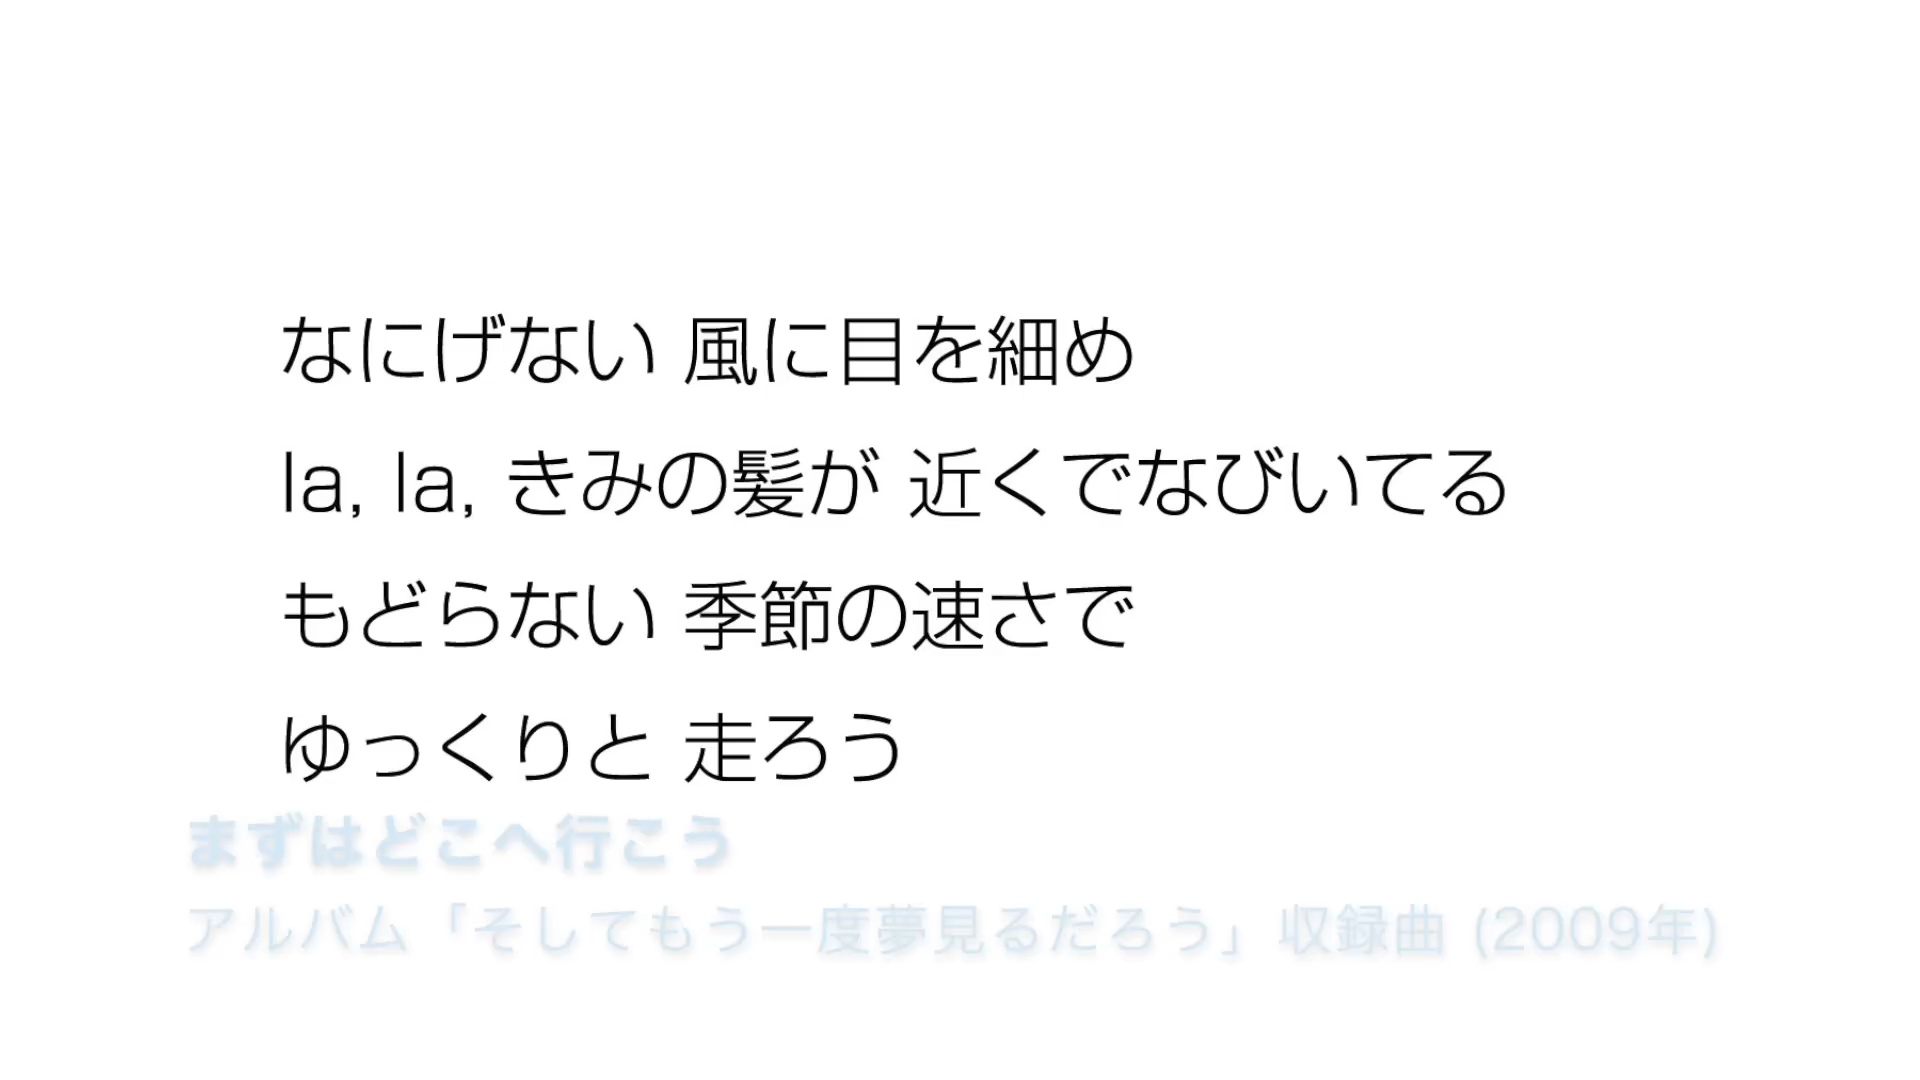 なにげない 風に目を細め
la, la, きみの髪が 近くでなびいてる
もどらない 季節の速さで
ゆっくりと 走ろう
まずはどこへ行こう
アルバム「そしてもう一度夢見るだろう」収録曲 (2009年)